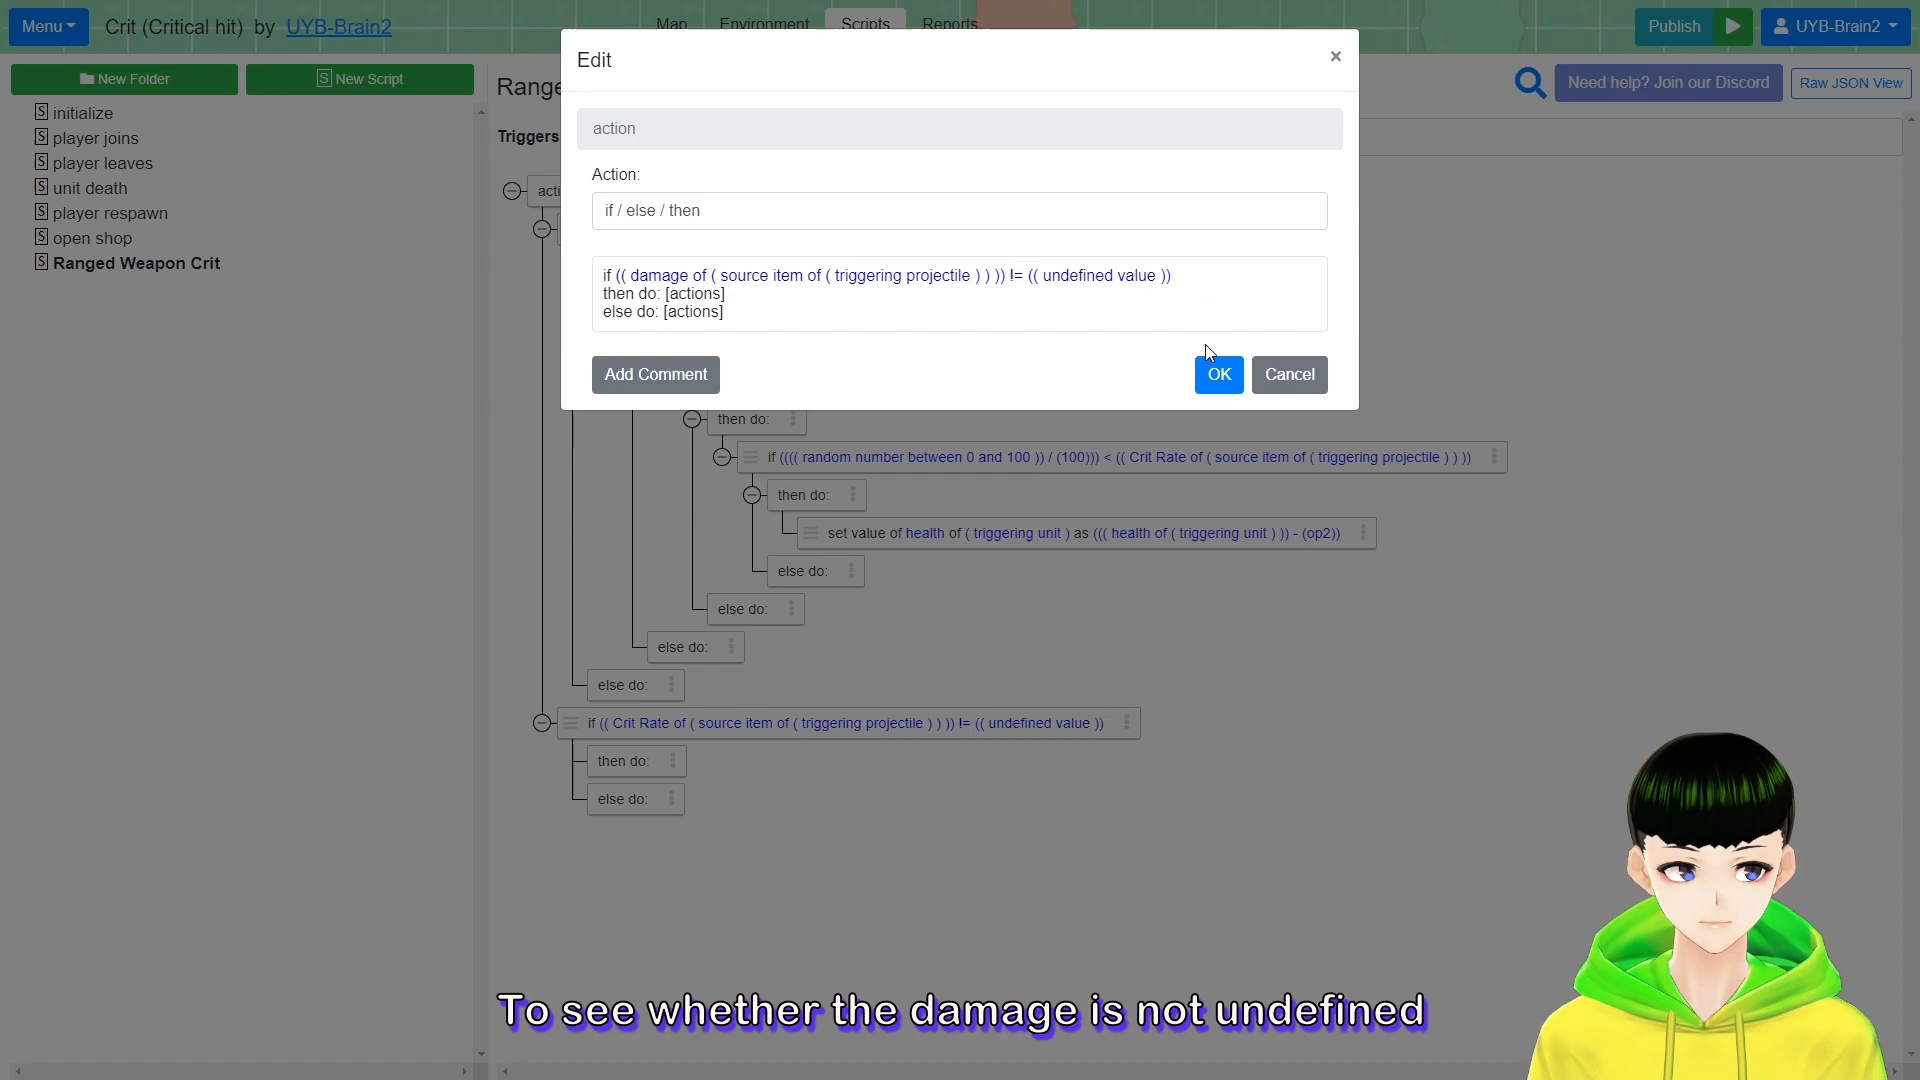 Menu
Crit (Critical hit) by UYB-Brain2
Map
Environment
Scripts
Reports
Publish
UYB-Brain2
New Folder
S New Script
Need help? Join our Discord
Raw JSON View
S initialize
S player joins
S player leaves
S unit death
S player respawn
S open shop
S Ranged Weapon Crit
Range
Triggers
acti
Edit
×
action
Action:
if / else / then
if (( damage of ( source item of ( triggering projectile ) ) )) != (( undefined value ))
then do: [actions]
else do: [actions]
Add Comment
OK
Cancel
then do:
if (((( random number between 0 and 100 )) / (100))) < (( Crit Rate of ( source item of ( triggering projectile ) ) ))
then do:
set value of health of ( triggering unit ) as ((( health of ( triggering unit ) )) - (op2))
else do:
else do:
else do:
else do:
if (( Crit Rate of ( source item of ( triggering projectile ) ) )) != (( undefined value ))
then do:
else do:
To see whether the damage is not undefined